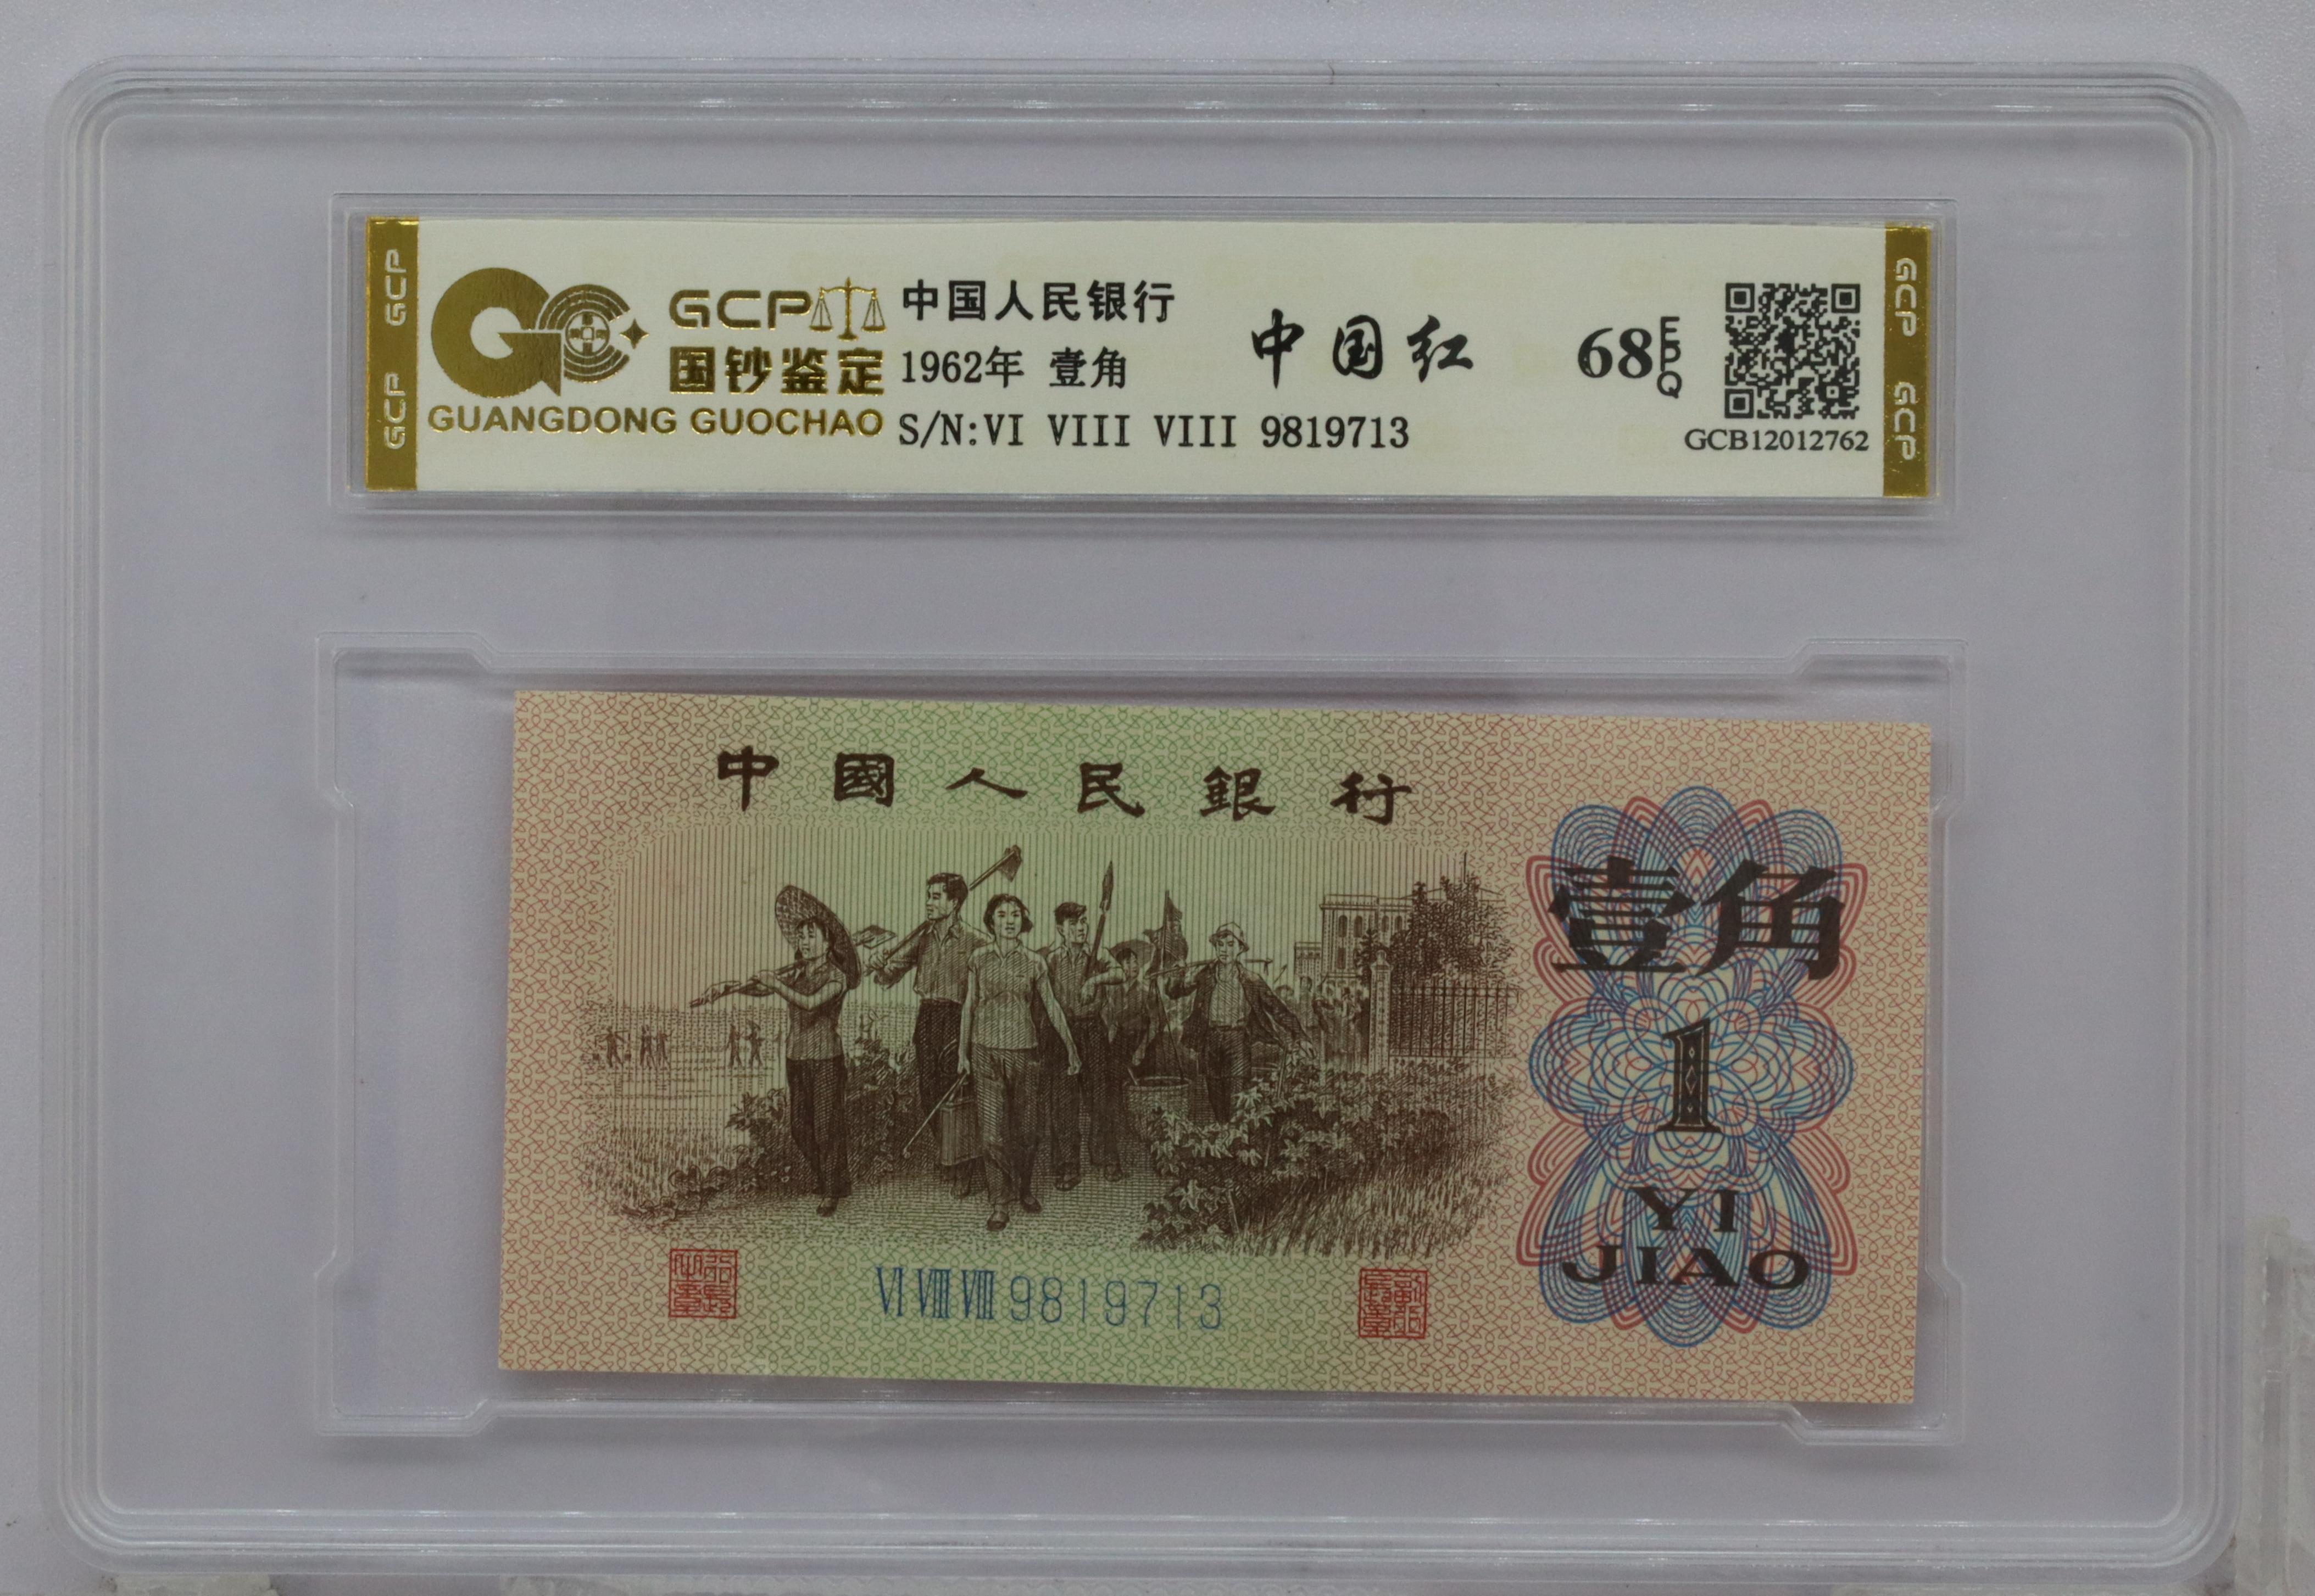 GCP GCP
GCP
国钞鉴定
GUANGDONG GUOCHAO
中国人民银行
1962年 壹角
S/N:VI VIII VIII 9819713
中国红
68 EPQ
GCB12012762
GCP GCP
中國人民銀行
壹角
1
YI
JIAO
VI VIII VIII 9819713